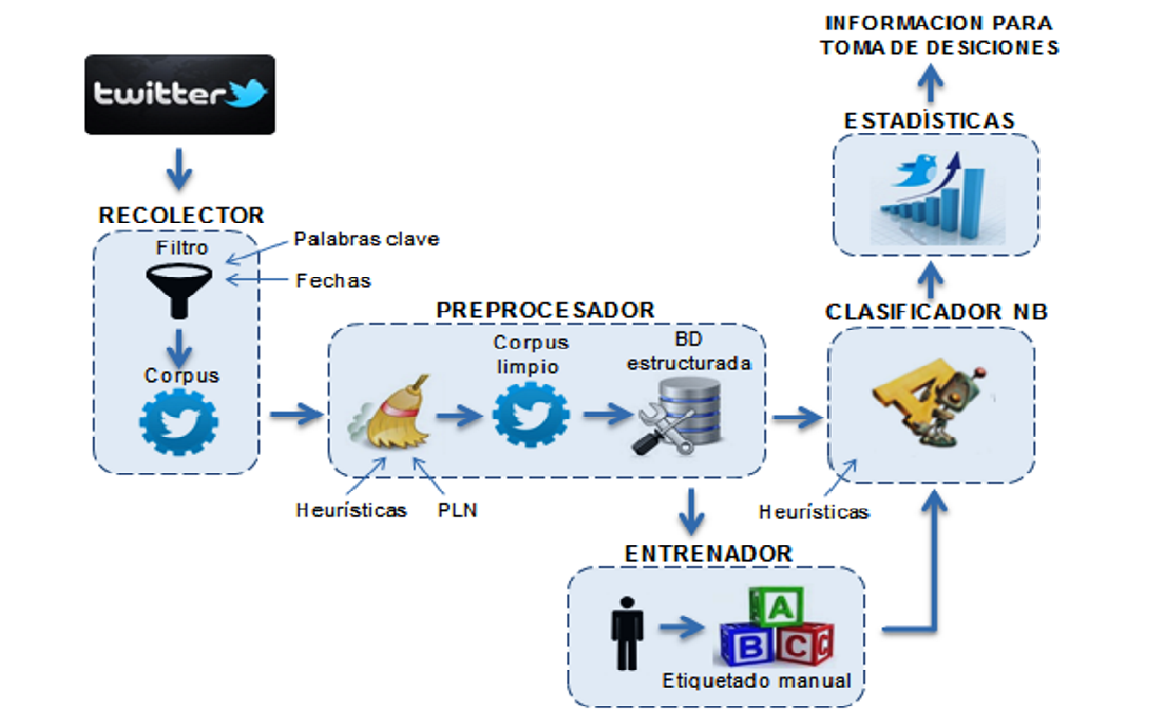 INFORMACION PARA
TOMA DE DESICIONES
twitter
ESTADÍSTICAS
RECOLECTOR
Filtro
Palabras clave
Fechas
Corpus
PREPROCESADOR
Corpus
limpio
BD
estructurada
Heurísticas
PLN
CLASIFICADOR NB
A
Heurísticas
ENTRENADOR
A
B
C
C
Etiquetado manual